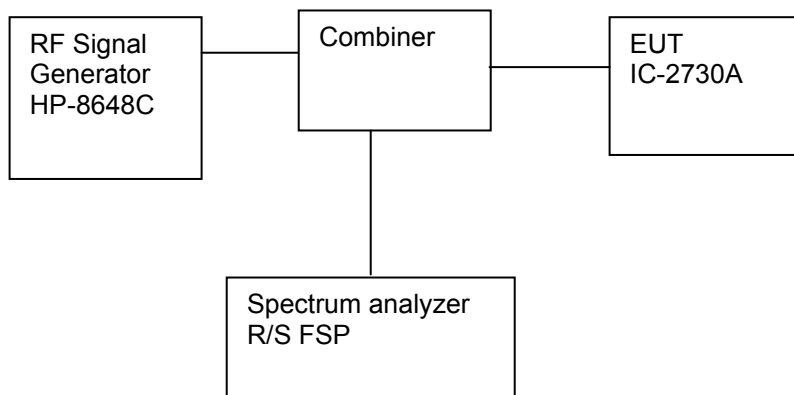 RF Signal
Generator
HP-8648C
Combiner
EUT
IC-2730A
Spectrum analyzer
R/S FSP